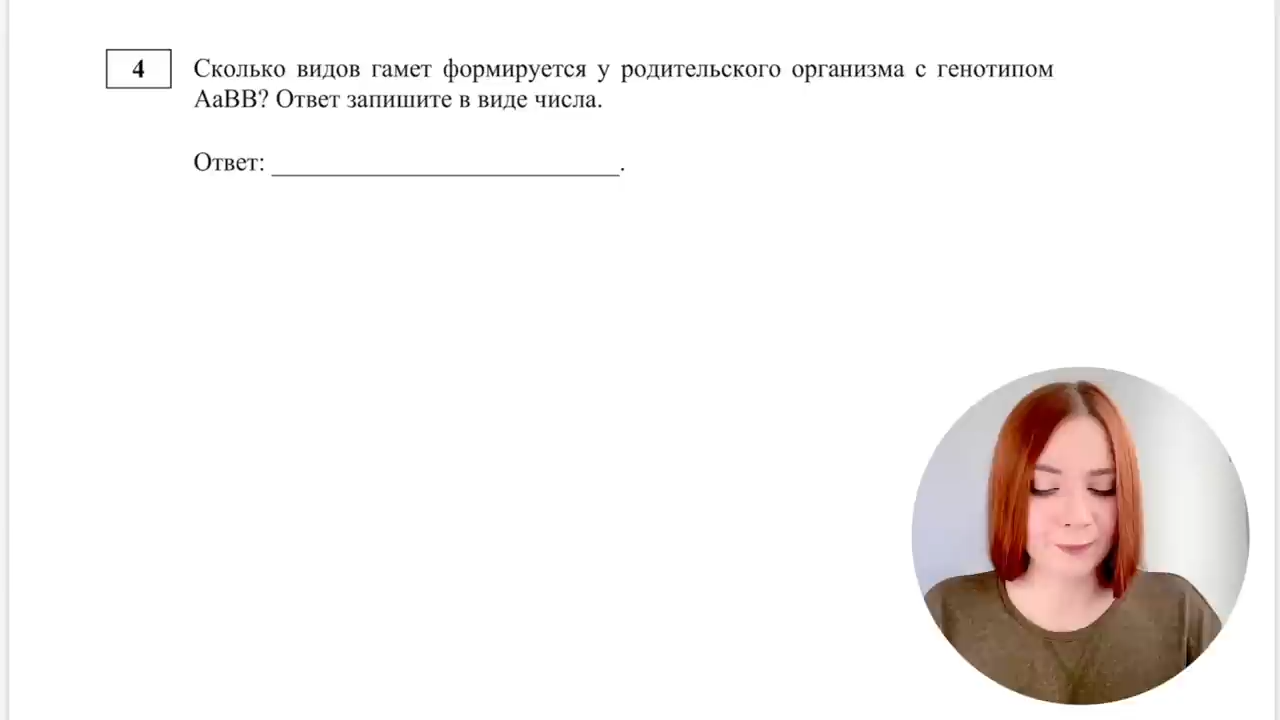 4
Сколько видов гамет формируется у родительского организма с генотипом
АаВВ? Ответ запишите в виде числа.
Ответ: ___________________________.